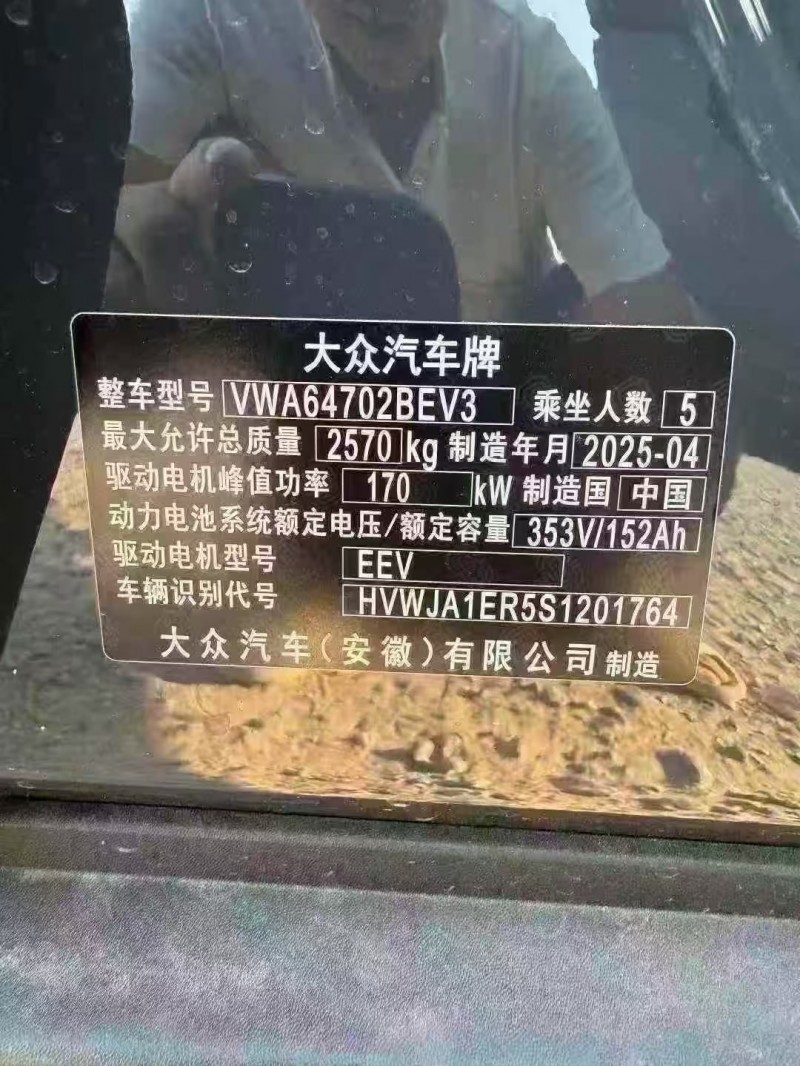 大众汽车牌
整车型号 VWA64702BEV3 乘坐人数 5
最大允许总质量 2570 kg 制造年月 2025-04
驱动电机峰值功率 170 kW 制造国 中国
动力电池系统额定电压/额定容量 353V/152Ah
驱动电机型号 EEV
车辆识别代号 HVWJA1ER5S1201764
大众汽车(安徽)有限公司 制造